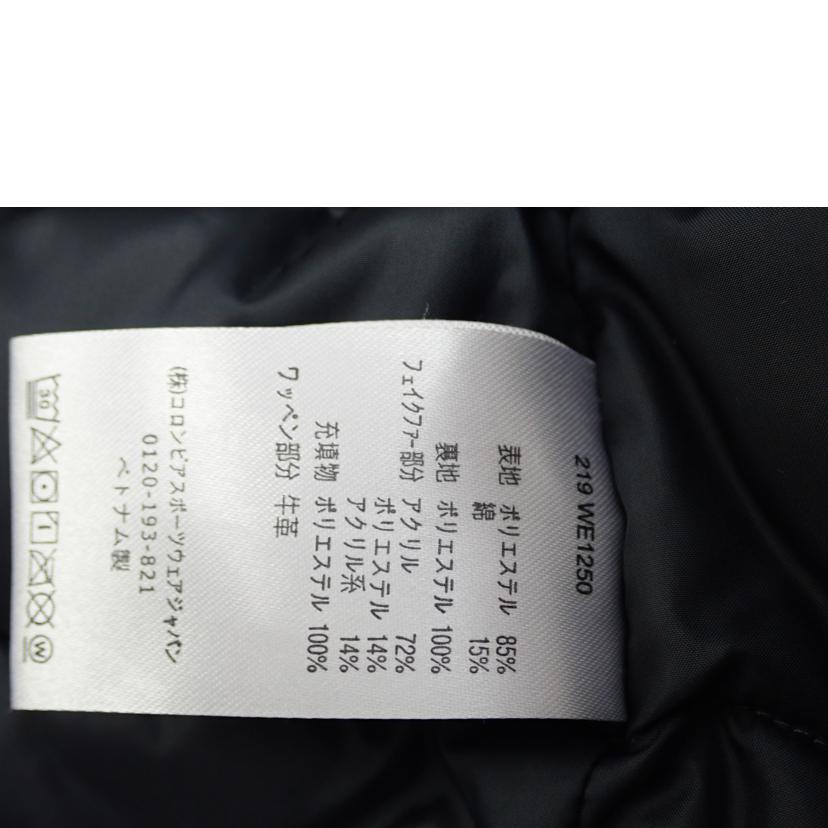 219 WE1250
表地 ポリエステル 85%
綿 15%
裏地 ポリエステル 100%
フェイクファー部分 アクリル 72%
ポリエステル 14%
アクリル系 14%
充填物 ポリエステル 100%
ワッペン部分 牛革
(株)コロンビアスポーツウェアジャパン
0120-193-821
ベトナム製
30
W